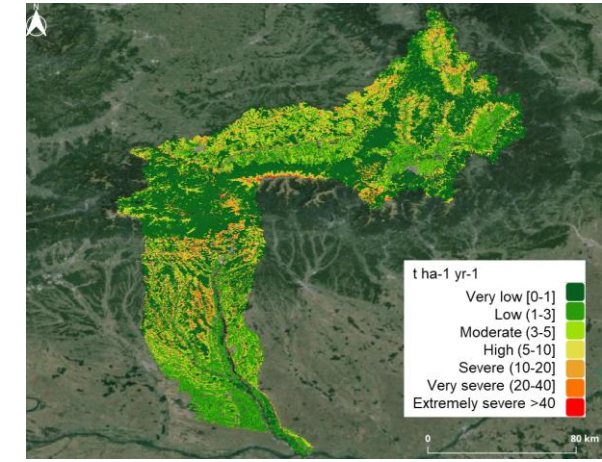 N
t ha-1 yr-1
Very low [0-1]
Low (1-3)
Moderate (3-5]
High (5-10]
Severe (10-20]
Very severe (20-40]
Extremely severe >40
0 80 km